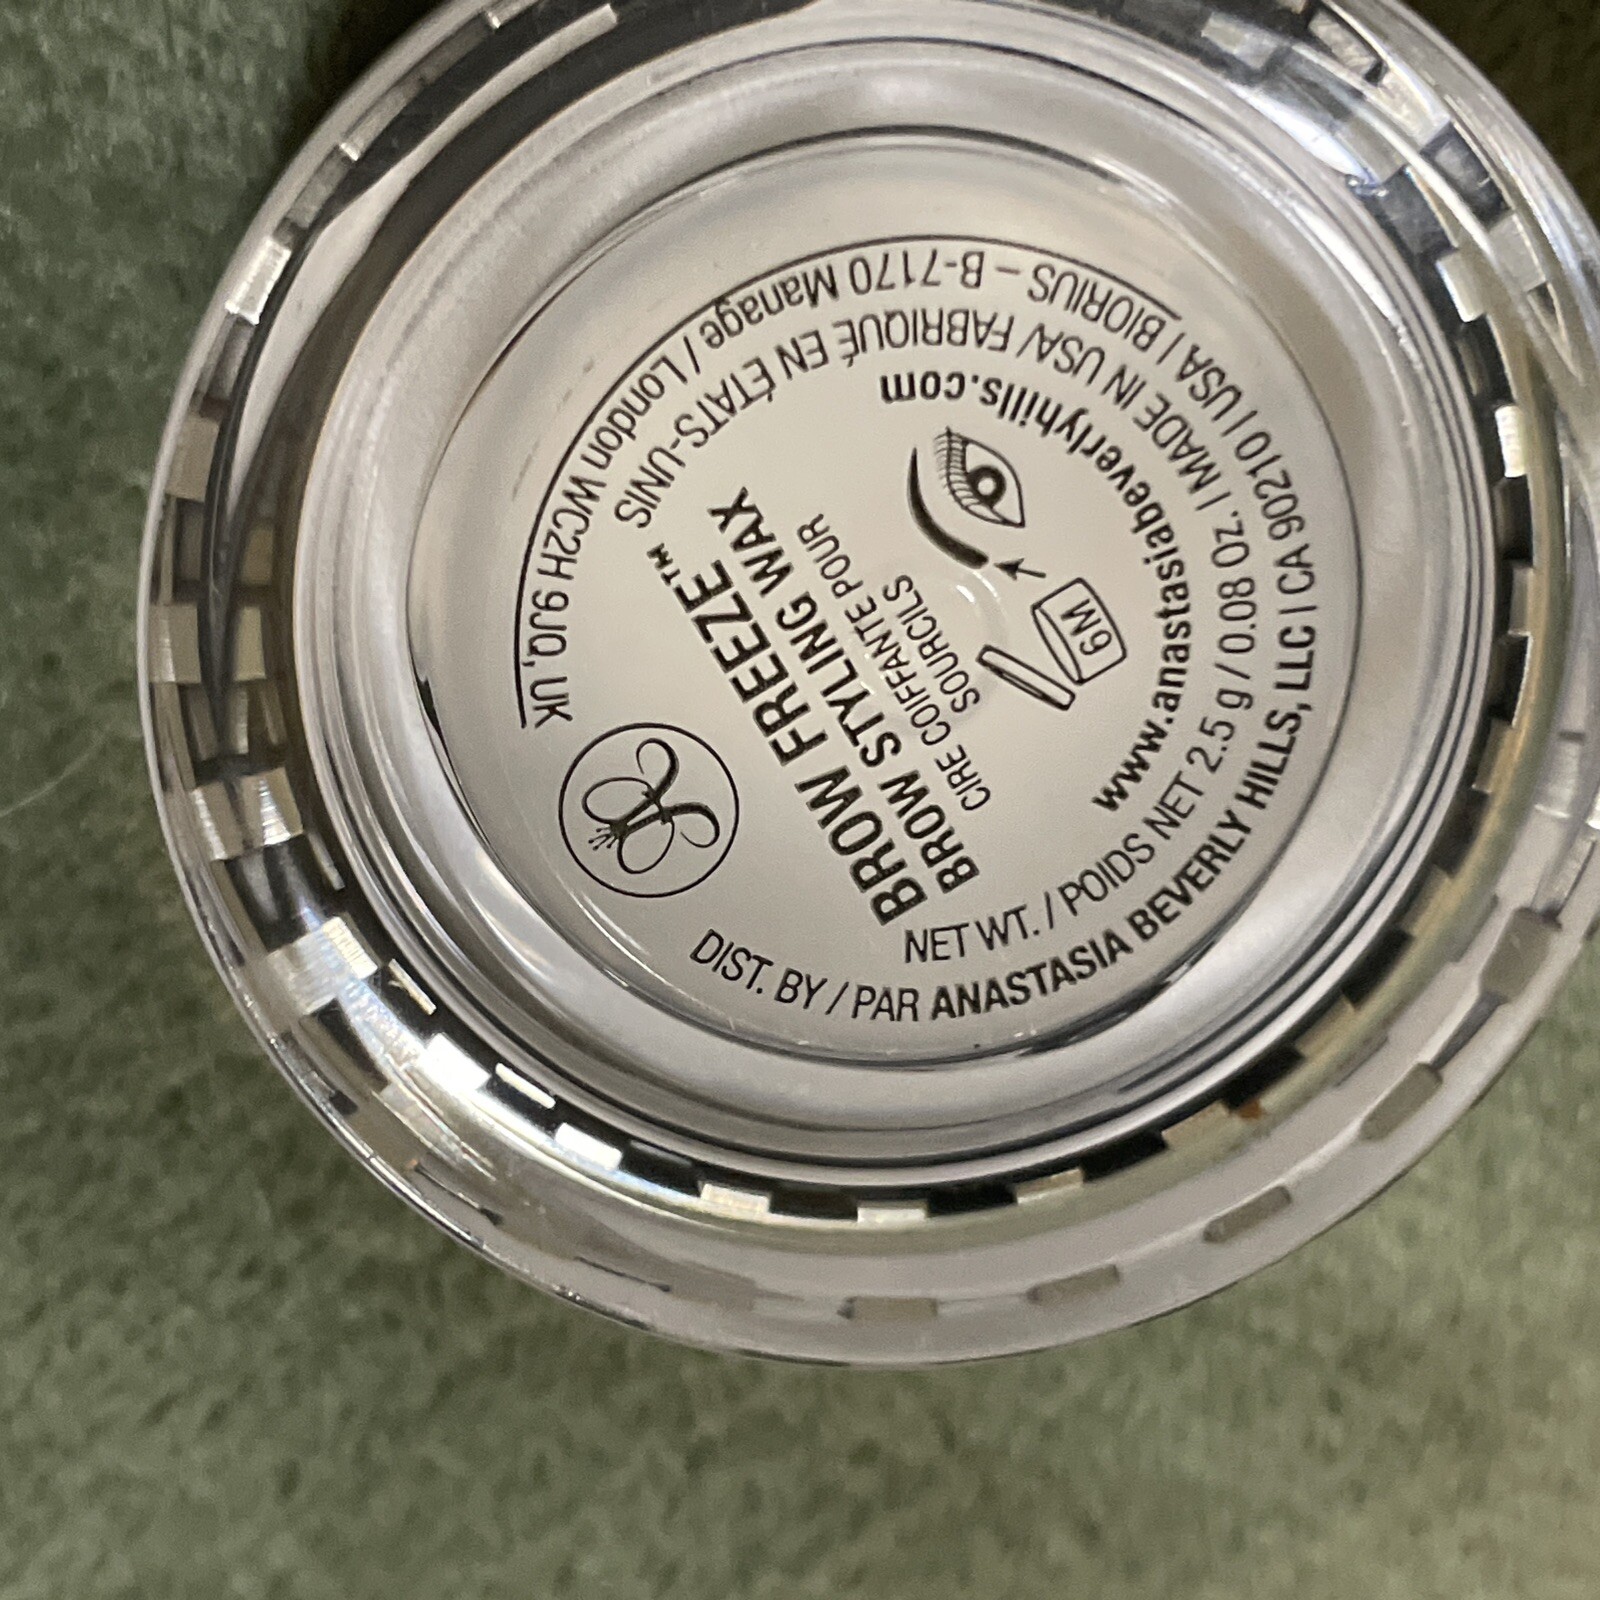 BROW FREEZE™
BROW STYLING WAX
CIRE COIFFANTE POUR
SOURCILS
6M
www.anastasiabeverlyhills.com
NET WT. / POIDS NET 2.5 g / 0.08 Oz. | MADE IN USA/ FABRIQUÉ EN ÉTATS-UNIS
DIST. BY / PAR ANASTASIA BEVERLY HILLS, LLC | CA 90210 | USA | BIORIUS – B-7170 Manage / London WC2H 9JQ, UK